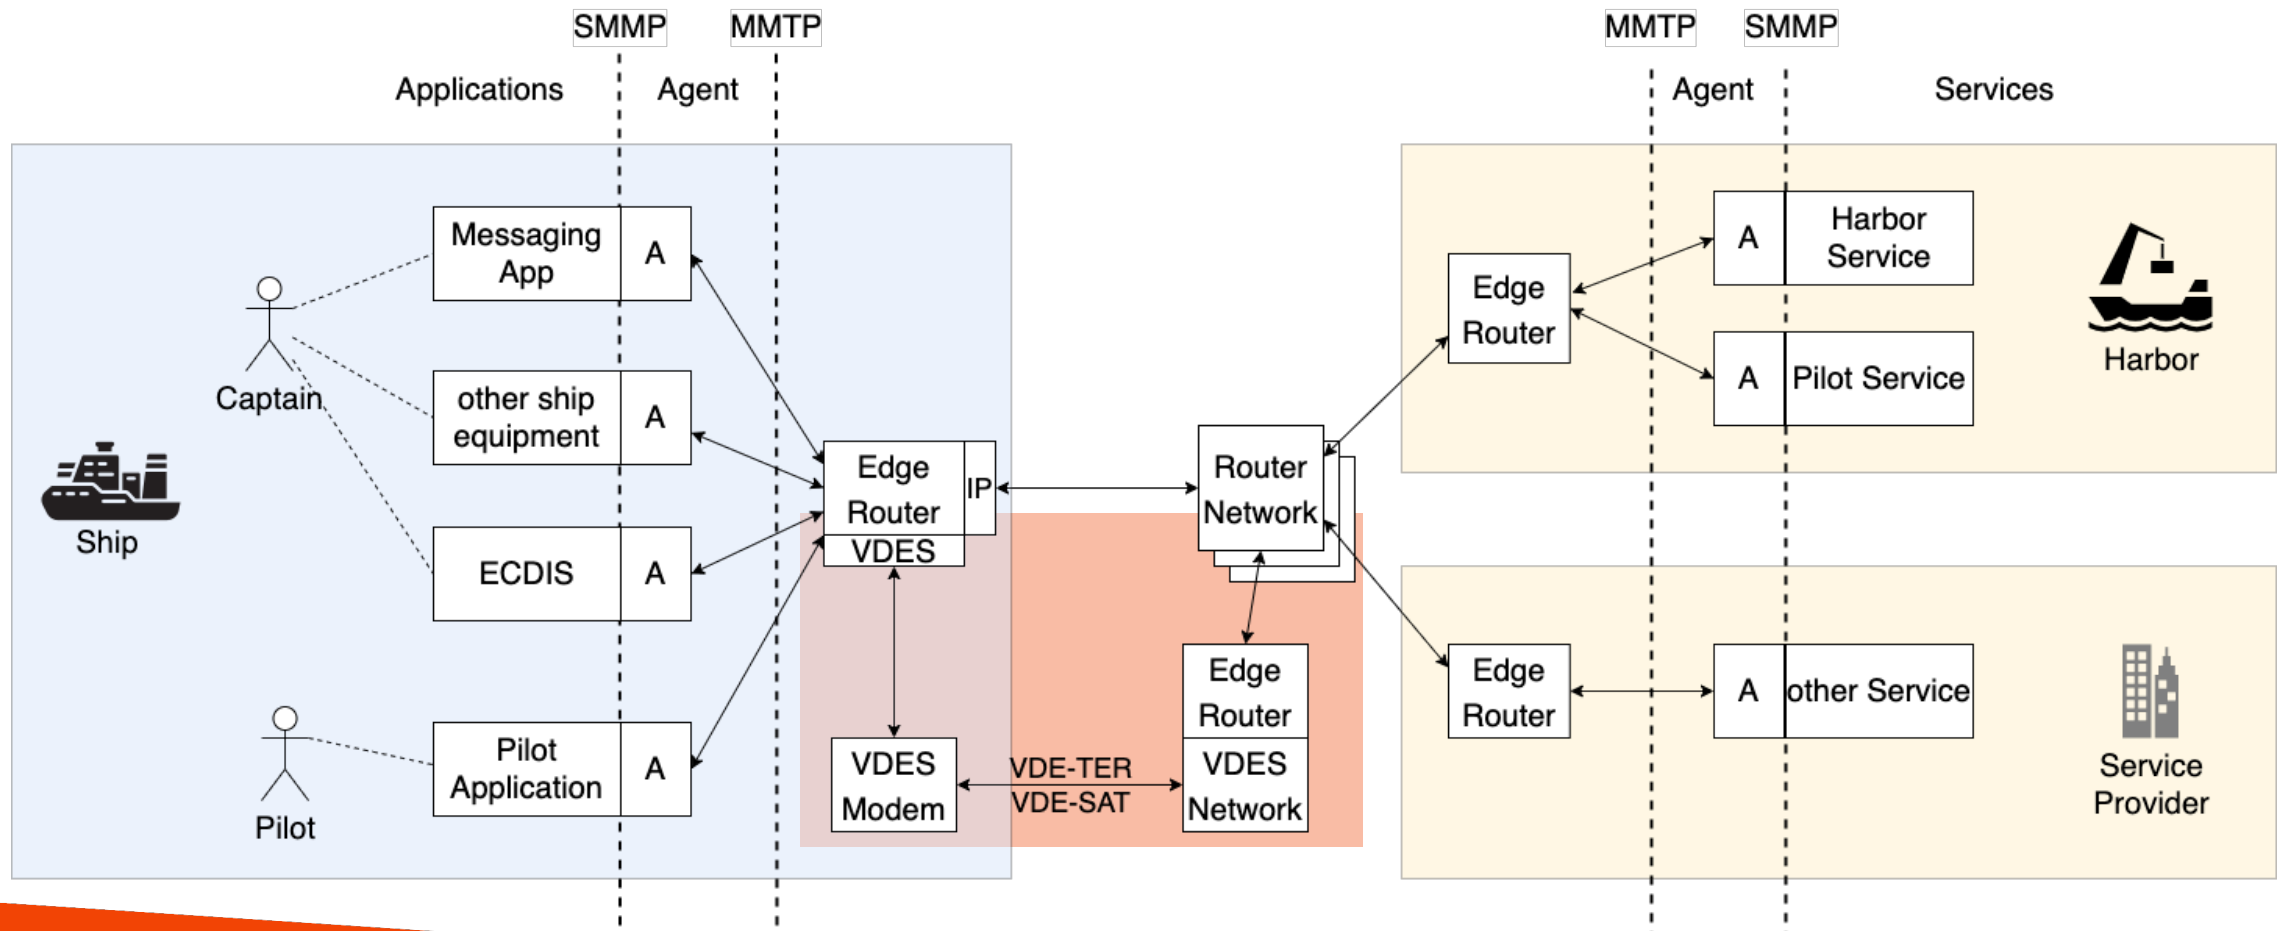 SMMP
MMTP
MMTP
SMMP
Applications
Agent
Agent
Services
Messaging
App
A
Captain
other ship
equipment
A
Ship
ECDIS
A
Pilot
Pilot
Application
A
Edge
Router
IP
VDES
VDES
Modem
VDE-TER
VDE-SAT
Router
Network
Edge
Router
VDES
Network
Edge
Router
A
Harbor
Service
A
Pilot Service
Harbor
Edge
Router
A
other Service
Service
Provider